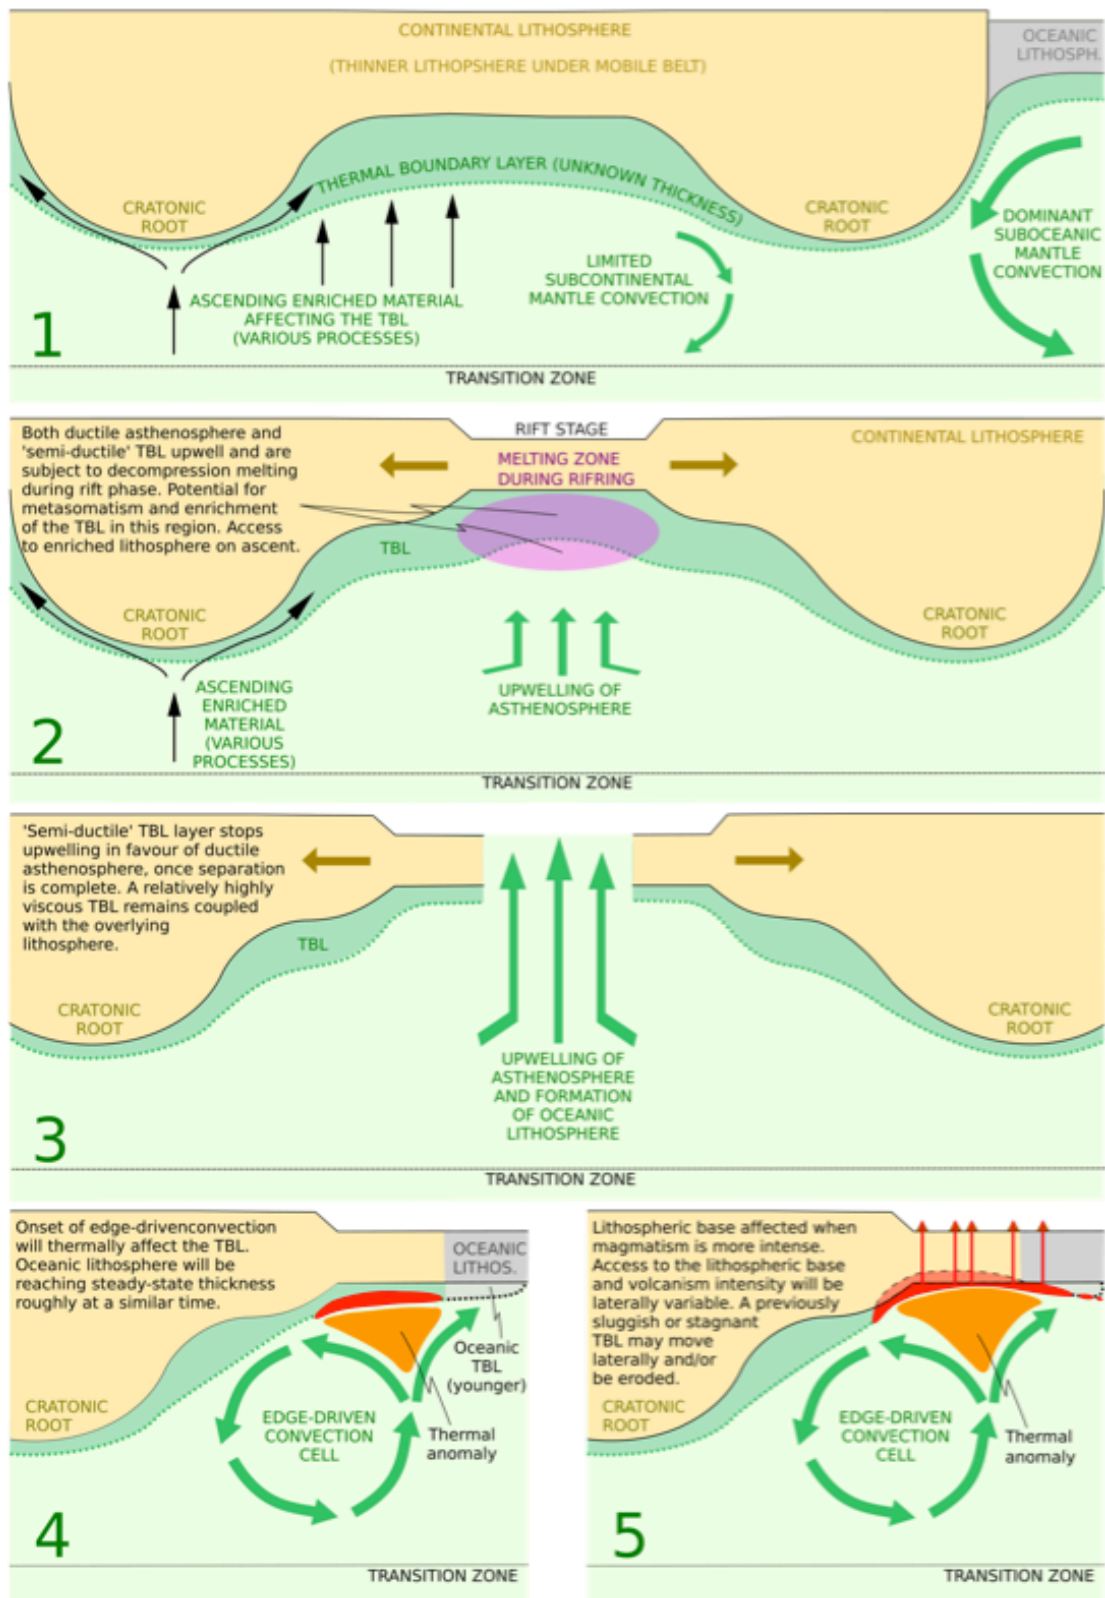 CONTINENTAL LITHOSPHERE
(THINNER LITHOPSHERE UNDER MOBILE BELT)
OCEANIC
LITHOSPH.
THERMAL BOUNDARY LAYER (UNKNOWN THICKNESS)
CRATONIC
ROOT
CRATONIC
ROOT
DOMINANT
SUBOCEANIC
MANTLE
CONVECTION
LIMITED
SUBCONTINENTAL
MANTLE CONVECTION
ASCENDING ENRICHED MATERIAL
AFFECTING THE TBL
(VARIOUS PROCESSES)
1
TRANSITION ZONE
Both ductile asthenosphere and
'semi-ductile' TBL upwell and are
subject to decompression melting
during rift phase. Potential for
metasomatism and enrichment
of the TBL in this region. Access
to enriched lithosphere on ascent.
RIFT STAGE
MELTING ZONE
DURING RIFRING
CONTINENTAL LITHOSPHERE
TBL
CRATONIC
ROOT
CRATONIC
ROOT
ASCENDING
ENRICHED
MATERIAL
(VARIOUS
PROCESSES)
UPWELLING OF
ASTHENOSPHERE
2
TRANSITION ZONE
'Semi-ductile' TBL layer stops
upwelling in favour of ductile
asthenosphere, once separation
is complete. A relatively highly
viscous TBL remains coupled
with the overlying
lithosphere.
TBL
CRATONIC
ROOT
CRATONIC
ROOT
UPWELLING OF
ASTHENOSPHERE
AND FORMATION
OF OCEANIC
LITHOSPHERE
3
TRANSITION ZONE
Onset of edge-drivenconvection
will thermally affect the TBL.
Oceanic lithosphere will be
reaching steady-state thickness
roughly at a similar time.
OCEANIC
LITHOS.
Oceanic
TBL
(younger)
CRATONIC
ROOT
EDGE-DRIVEN
CONVECTION
CELL
Thermal
anomaly
4
TRANSITION ZONE
Lithospheric base affected when
magmatism is more intense.
Access to the lithospheric base
and volcanism intensity will be
laterally variable. A previously
sluggish or stagnant
TBL may move
laterally and/or
be eroded.
CRATONIC
ROOT
EDGE-DRIVEN
CONVECTION
CELL
Thermal
anomaly
5
TRANSITION ZONE